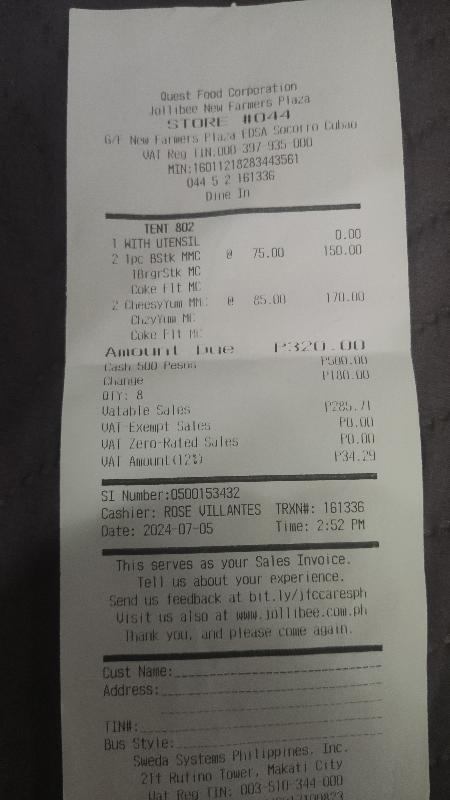 Quest Food Corporation
Jollibee New Farmers Plaza
STORE #044
G/F New Farmers Plaza EDSA Socorro Cubao
VAT Reg TIN:000-397-935-000
MIN:16011218283443561
044 5 2 161336
Dine In
TENT 802
1 WITH UTENSIL 0.00
2 1pc BStk MMC @ 75.00 150.00
1BrgrStk MC
Coke Flt MC
2 CheesyYum MMC @ 85.00 170.00
ChzyYum MC
Coke Flt MC
Amount Due P320.00
Cash 500 Pesos P500.00
Change P180.00
QTY: 8
Vatable Sales P285.71
VAT-Exempt Sales P0.00
VAT Zero-Rated Sales P0.00
VAT Amount(12%) P34.29
SI Number:0500153432
Cashier: ROSE VILLANTES TRXN#: 161336
Date: 2024-07-05 Time: 2:52 PM
This serves as your Sales Invoice.
Tell us about your experience.
Send us feedback at bit.ly/jfccaresph
Visit us also at www.jollibee.com.ph
Thank you, and please come again.
Cust Name:
Address:
TIN#:
Bus Style:
Sweda Systems Philippines, Inc.
21f Rufino Tower, Makati City
Vat Reg TIN: 003-510-344-000